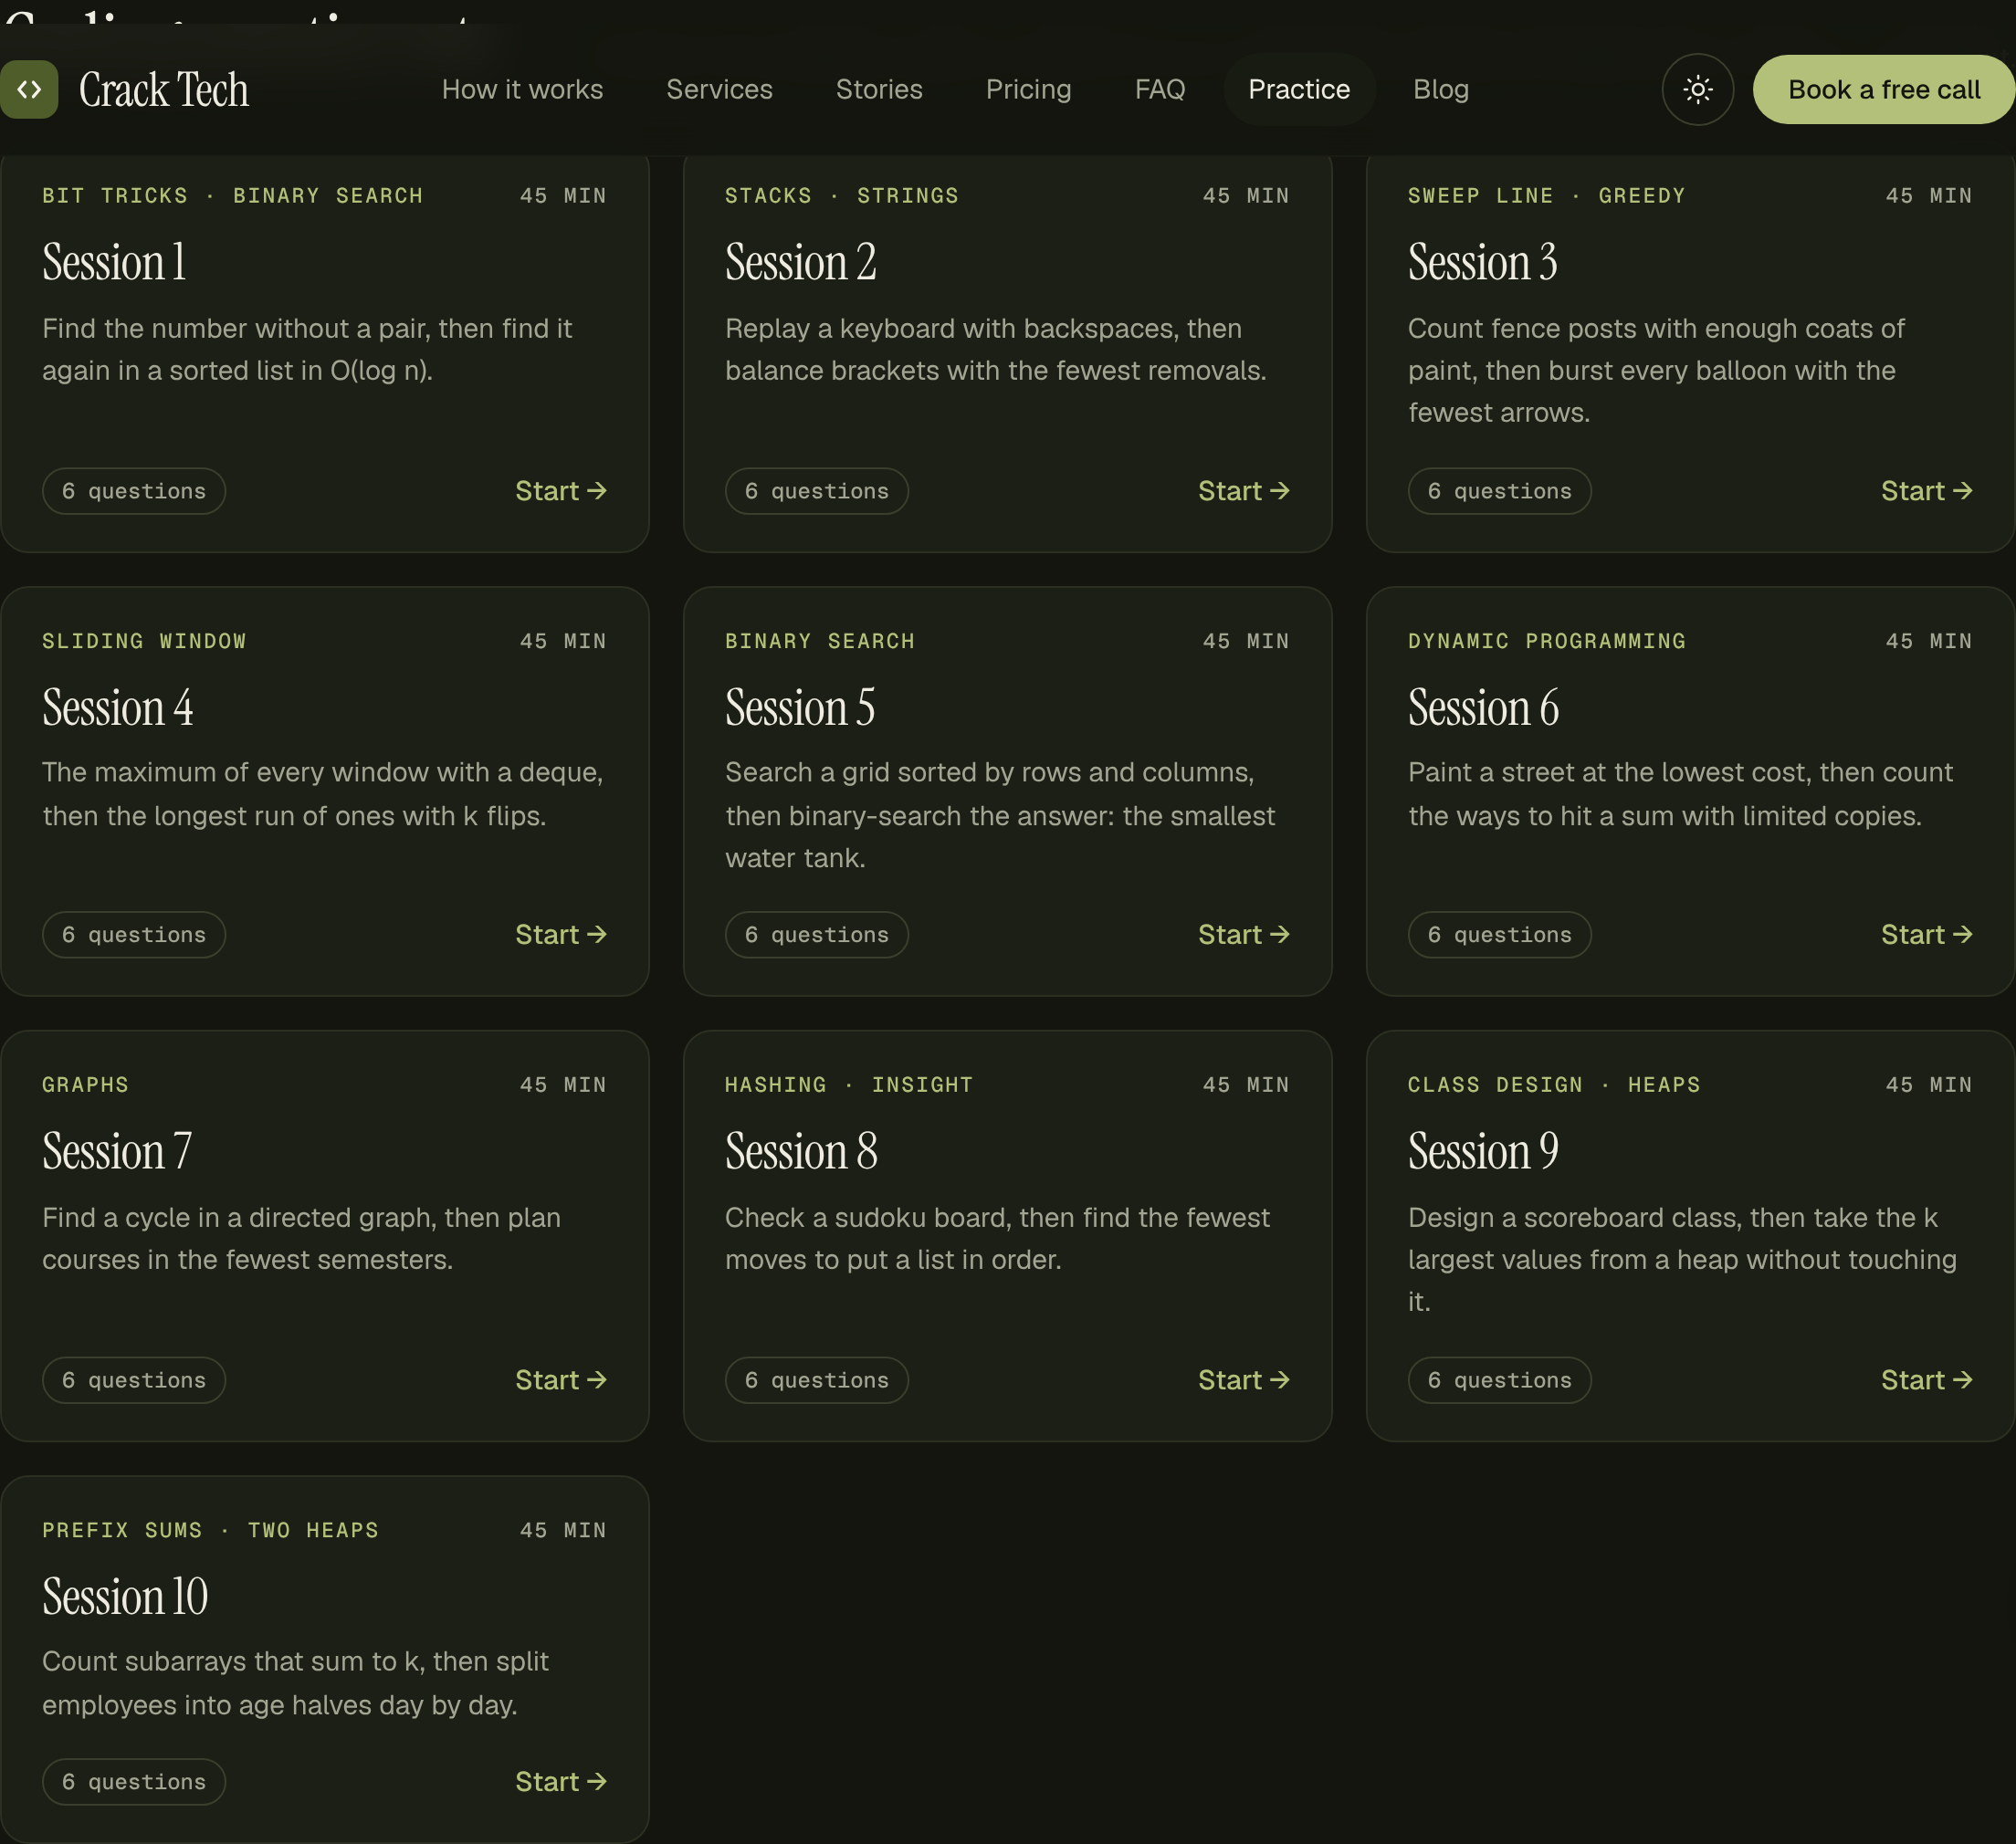 Crack Tech
How it works
Services
Stories
Pricing
FAQ
Practice
Blog
Book a free call
BIT TRICKS · BINARY SEARCH
45 MIN
Session 1
Find the number without a pair, then find it
again in a sorted list in O(log n).
6 questions
Start →
STACKS · STRINGS
45 MIN
Session 2
Replay a keyboard with backspaces, then
balance brackets with the fewest removals.
6 questions
Start →
SWEEP LINE · GREEDY
45 MIN
Session 3
Count fence posts with enough coats of
paint, then burst every balloon with the
fewest arrows.
6 questions
Start →
SLIDING WINDOW
45 MIN
Session 4
The maximum of every window with a deque,
then the longest run of ones with k flips.
6 questions
Start →
BINARY SEARCH
45 MIN
Session 5
Search a grid sorted by rows and columns,
then binary-search the answer: the smallest
water tank.
6 questions
Start →
DYNAMIC PROGRAMMING
45 MIN
Session 6
Paint a street at the lowest cost, then count
the ways to hit a sum with limited copies.
6 questions
Start →
GRAPHS
45 MIN
Session 7
Find a cycle in a directed graph, then plan
courses in the fewest semesters.
6 questions
Start →
HASHING · INSIGHT
45 MIN
Session 8
Check a sudoku board, then find the fewest
moves to put a list in order.
6 questions
Start →
CLASS DESIGN · HEAPS
45 MIN
Session 9
Design a scoreboard class, then take the k
largest values from a heap without touching
it.
6 questions
Start →
PREFIX SUMS · TWO HEAPS
45 MIN
Session 10
Count subarrays that sum to k, then split
employees into age halves day by day.
6 questions
Start →